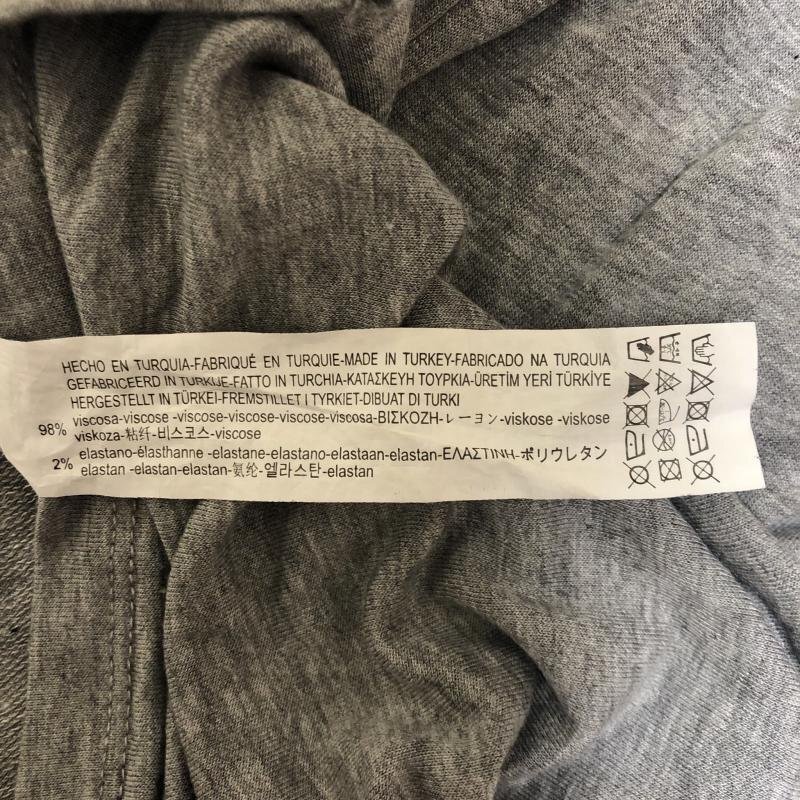 HECHO EN TURQUIA-FABRIQUÉ EN TURQUIE-MADE IN TURKEY-FABRICADO NA TURQUIA
GEFABRICEERD IN TURKIJE-FATTO IN TURCHIA-ΚΑΤΑΣΚΕΥΗ ΤΟΥΡΚΙΑ-ÜRETİM YERİ TÜRKİYE
HERGESTELLT IN TÜRKEI-FREMSTILLET I TYRKIET-DIBUAT DI TURKI
98% viscosa-viscose -viscose-viscose-viscose-viscosa-ΒΙΣΚΟΖΗ-レーヨン-viskose -viskose
viskoza-粘纤-비스코스-viscose
2% elastano-élasthanne -elastane-elastano-elastaan-elastan-ΕΛΑΣΤΙΝΗ-ポリウレタン
elastan -elastan-elastan-氨纶-엘라스탄-elastan